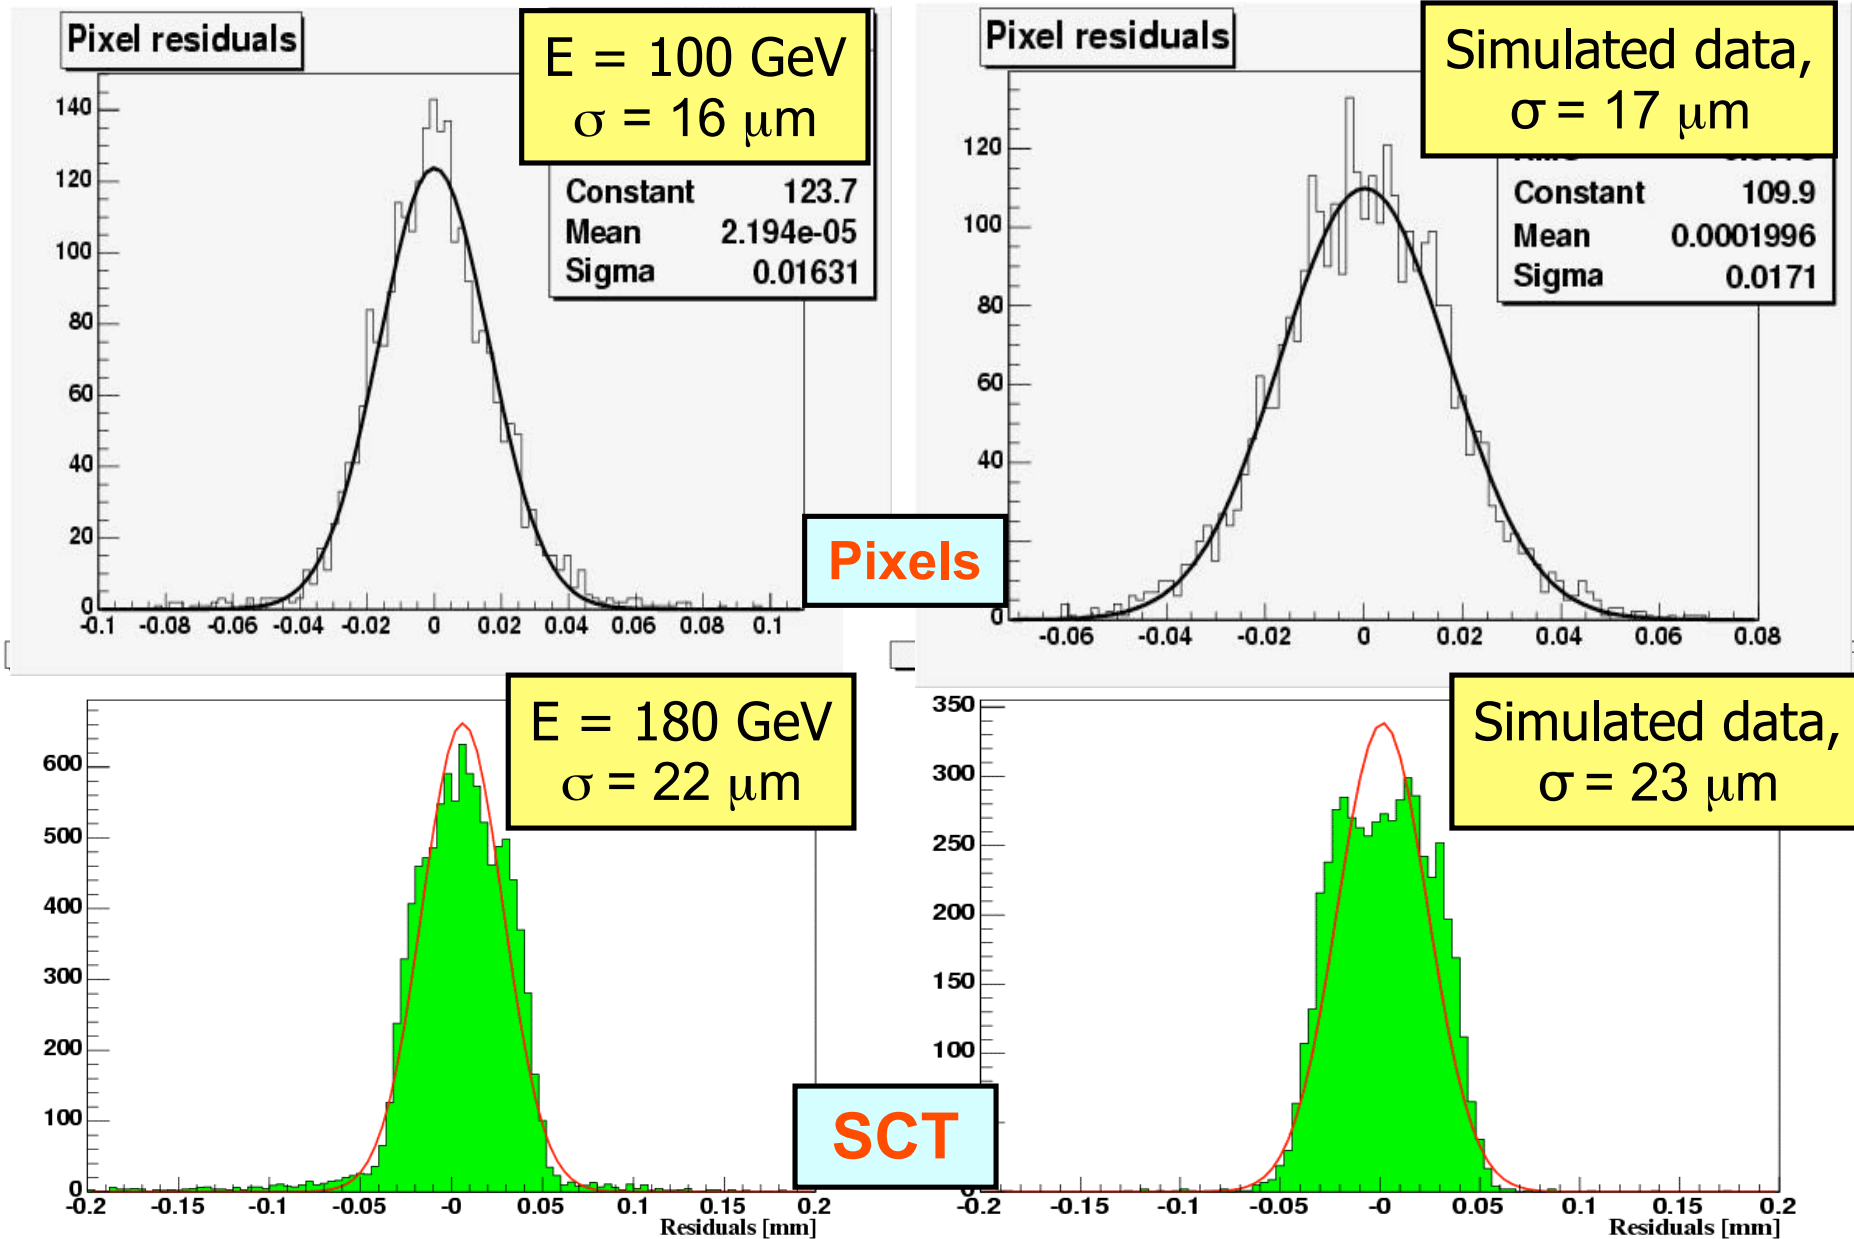 Pixel residuals
E = 100 GeV
σ = 16 μm
Constant 123.7
Mean 2.194e-05
Sigma 0.01631
140
120
100
80
60
40
20
0
-0.1 -0.08 -0.06 -0.04 -0.02 0 0.02 0.04 0.06 0.08 0.1
Pixel residuals
Simulated data,
σ = 17 μm
Constant 109.9
Mean 0.0001996
Sigma 0.0171
120
100
80
60
40
0
-0.06 -0.04 -0.02 0 0.02 0.04 0.06 0.08
Pixels
E = 180 GeV
σ = 22 μm
600
500
400
300
200
100
0
-0.2 -0.15 -0.1 -0.05 -0 0.05 0.1 0.15 0.2
Residuals [mm]
Simulated data,
σ = 23 μm
350
300
250
200
150
100
0
-0.2 -0.15 -0.1 -0.05 -0 0.05 0.1 0.15 0.2
Residuals [mm]
SCT